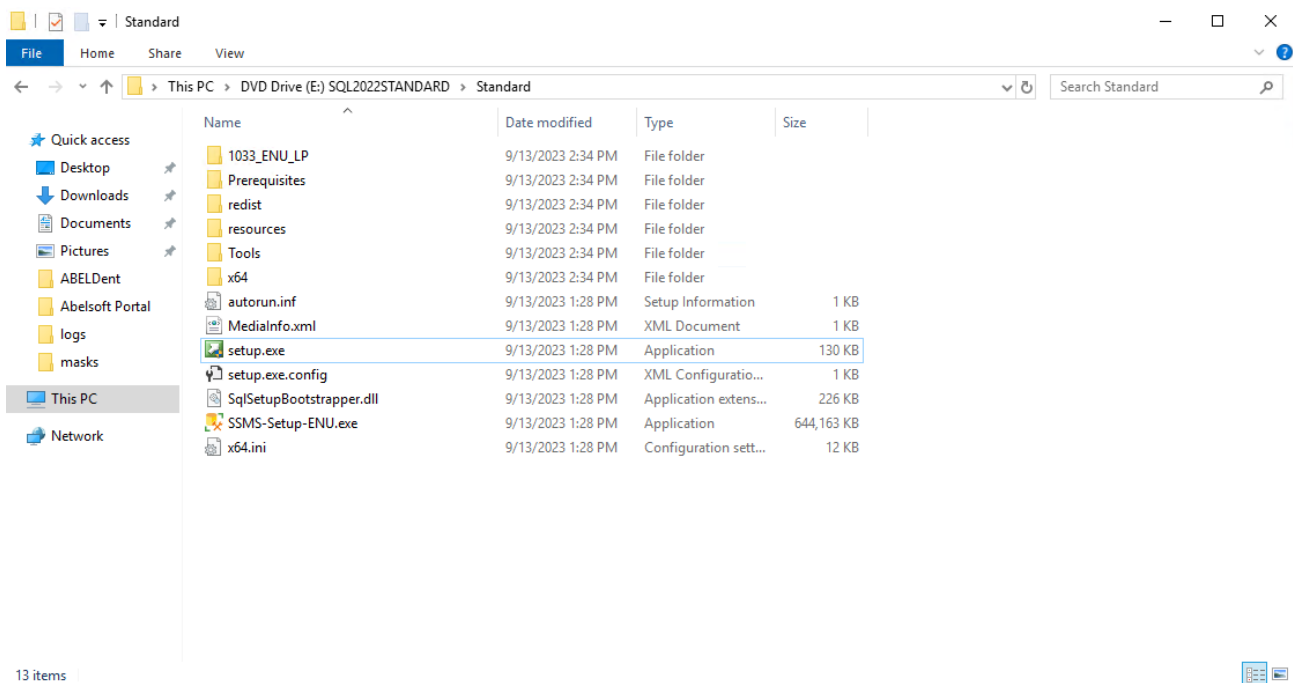 Standard
File Home Share View
This PC > DVD Drive (E:) SQL2022STANDARD > Standard
Search Standard
Quick access
Desktop
Downloads
Documents
Pictures
ABELDent
Abelsoft Portal
logs
masks
This PC
Network
Name Date modified Type Size
1033_ENU_LP 9/13/2023 2:34 PM File folder
Prerequisites 9/13/2023 2:34 PM File folder
redist 9/13/2023 2:34 PM File folder
resources 9/13/2023 2:34 PM File folder
Tools 9/13/2023 2:34 PM File folder
x64 9/13/2023 2:34 PM File folder
autorun.inf 9/13/2023 1:28 PM Setup Information 1 KB
MediaInfo.xml 9/13/2023 1:28 PM XML Document 1 KB
setup.exe 9/13/2023 1:28 PM Application 130 KB
setup.exe.config 9/13/2023 1:28 PM XML Configuratio... 1 KB
SqlSetupBootstrapper.dll 9/13/2023 1:28 PM Application extens... 226 KB
SSMS-Setup-ENU.exe 9/13/2023 1:28 PM Application 644,163 KB
x64.ini 9/13/2023 1:28 PM Configuration sett... 12 KB
13 items